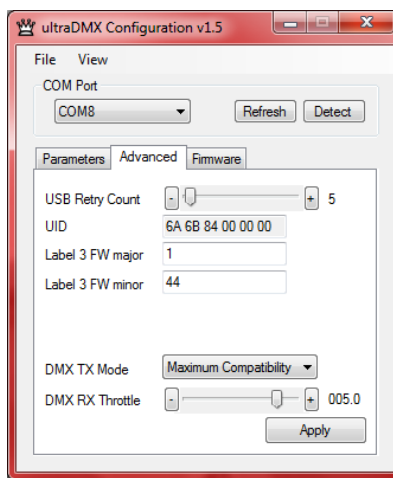 ultraDMX Configuration v1.5
File View
COM Port
COM8 Refresh Detect
Parameters Advanced Firmware
USB Retry Count - + 5
UID 6A 6B 84 00 00 00
Label 3 FW major 1
Label 3 FW minor 44
DMX TX Mode Maximum Compatibility
DMX RX Throttle - + 005.0
Apply